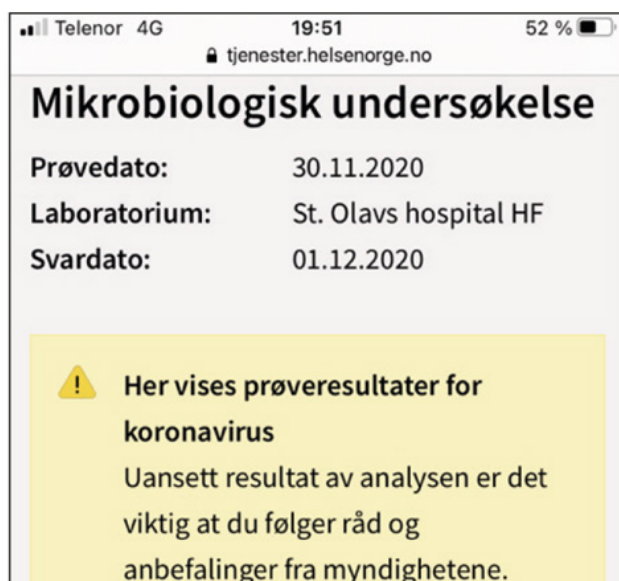 Telenor 4G 19:51 52 %
tjenester.helsenorge.no
Mikrobiologisk undersøkelse
Prøvedato: 30.11.2020
Laboratorium: St. Olavs hospital HF
Svardato: 01.12.2020
Her vises prøveresultater for
koronavirus
Uansett resultat av analysen er det
viktig at du følger råd og
anbefalinger fra myndighetene.